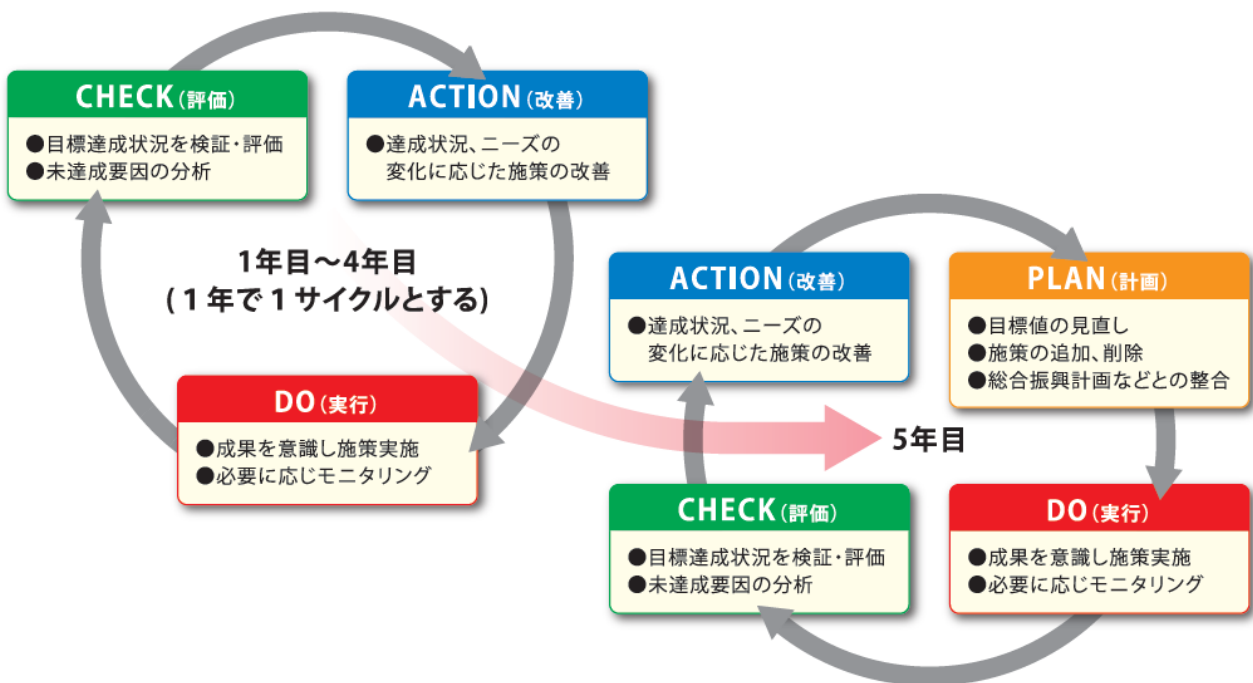 CHECK(評価)
●目標達成状況を検証・評価
●未達成要因の分析
ACTION(改善)
●達成状況、ニーズの
変化に応じた施策の改善
1年目〜4年目
(1年で1サイクルとする)
DO(実行)
●成果を意識し施策実施
●必要に応じモニタリング
ACTION(改善)
●達成状況、ニーズの
変化に応じた施策の改善
PLAN(計画)
●目標値の見直し
●施策の追加、削除
●総合振興計画などとの整合
5年目
CHECK(評価)
●目標達成状況を検証・評価
●未達成要因の分析
DO(実行)
●成果を意識し施策実施
●必要に応じモニタリング